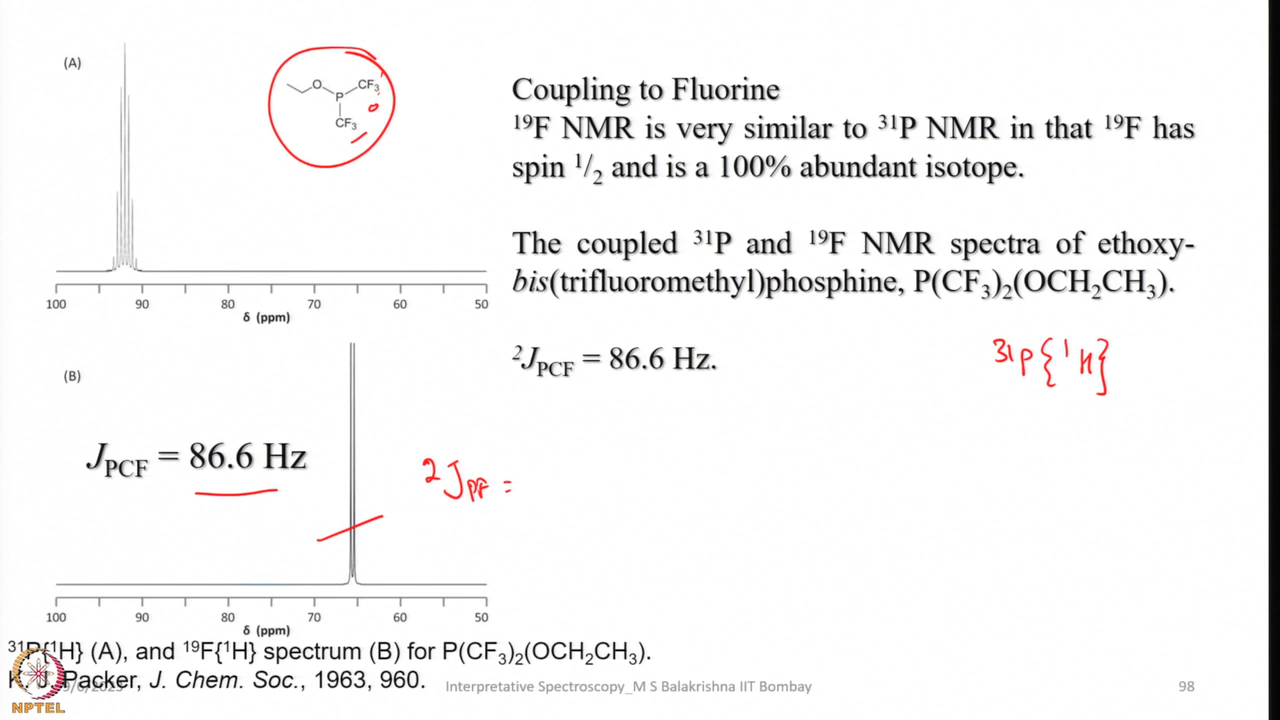 (A)
O
P
CF₃
CF₃
100 90 80 70 60 50
δ (ppm)
(B)
J_PCF = 86.6 Hz
²J_PF =
100 90 80 70 60 50
δ (ppm)
³¹P{¹H} (A), and ¹⁹F{¹H} spectrum (B) for P(CF₃)₂(OCH₂CH₃).
K. J. Packer, J. Chem. Soc., 1963, 960.
Coupling to Fluorine
¹⁹F NMR is very similar to ³¹P NMR in that ¹⁹F has
spin ¹/₂ and is a 100% abundant isotope.
The coupled ³¹P and ¹⁹F NMR spectra of ethoxy-
bis(trifluoromethyl)phosphine, P(CF₃)₂(OCH₂CH₃).
²J_PCF = 86.6 Hz.
³¹P{¹H}
Interpretative Spectroscopy_M S Balakrishna IIT Bombay
98
NPTEL